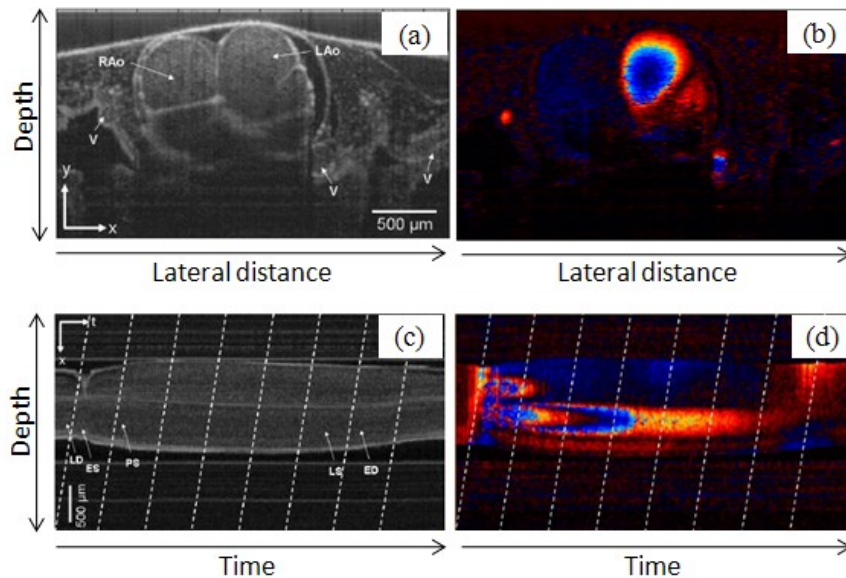 (a)
(b)
RAo
LAo
V
V
V
y
x
500 µm
Depth
Lateral distance
Lateral distance
(c)
(d)
t
x
Depth
LD
ES
PS
LS
ED
500 µm
Time
Time